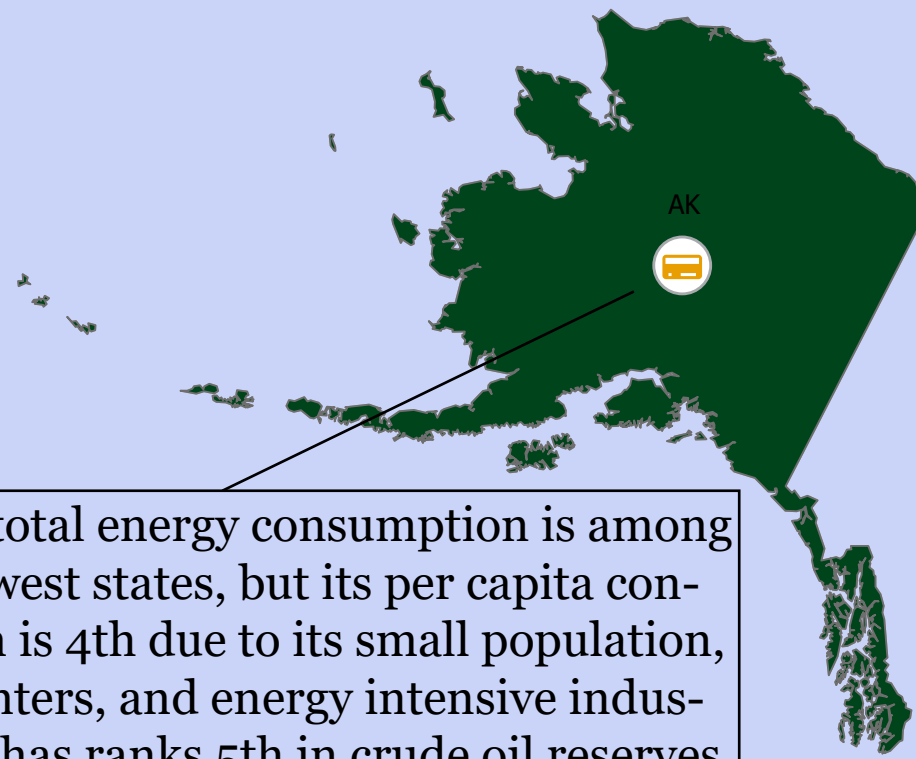 AK
total energy consumption is among
west states, but its per capita con-
is 4th due to its small population,
nters, and energy intensive indus-
has ranks 5th in crude oil reserves